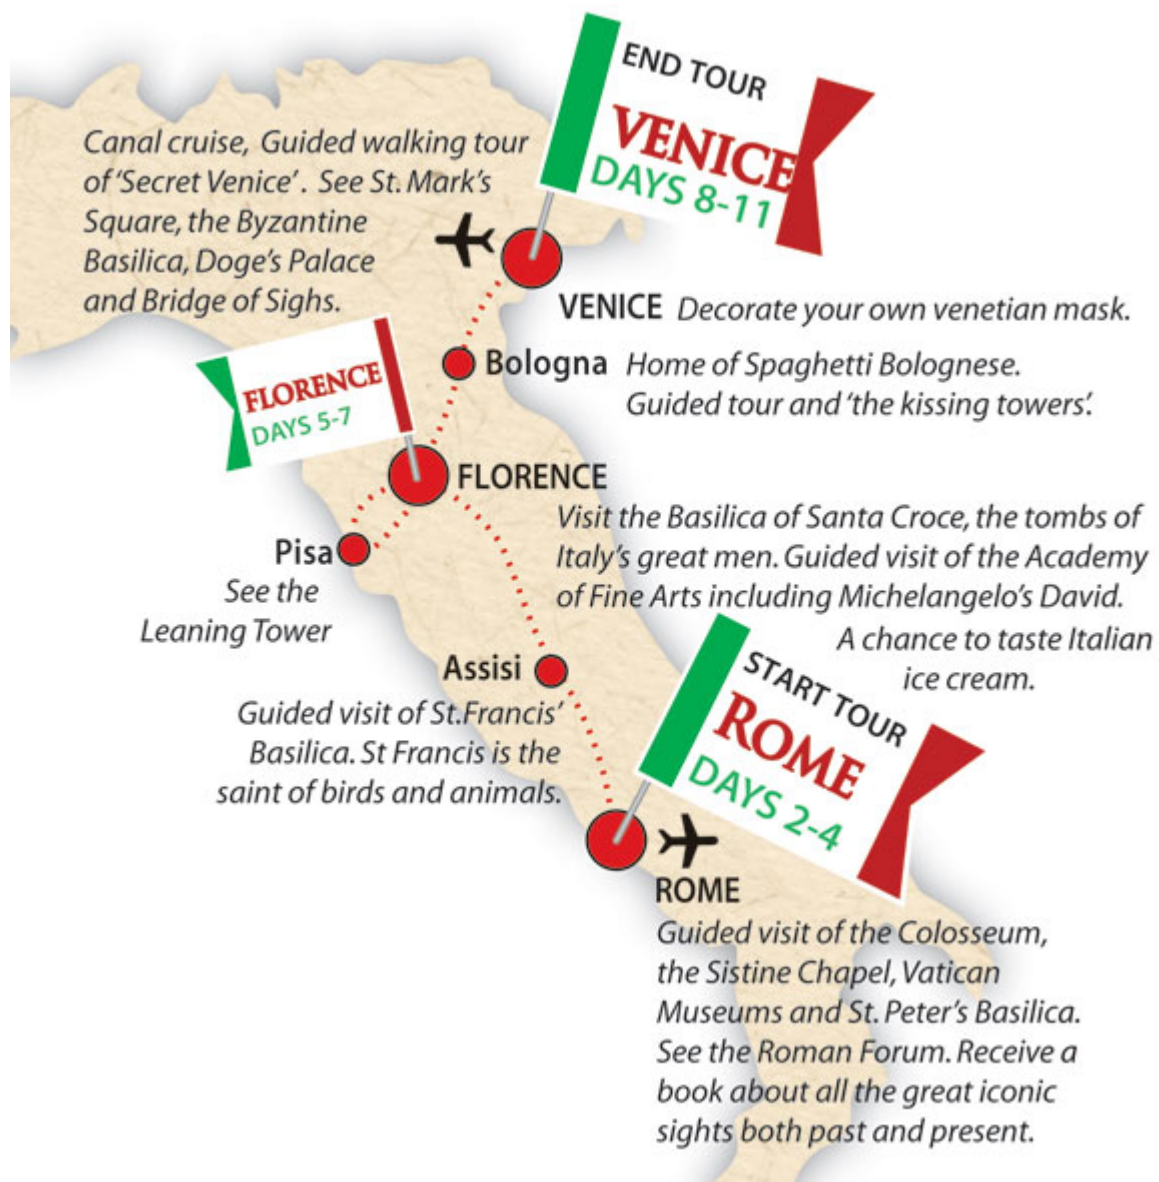 END TOUR
VENICE
DAYS 8-11
Canal cruise, Guided walking tour
of 'Secret Venice'. See St. Mark's
Square, the Byzantine
Basilica, Doge's Palace
and Bridge of Sighs.
VENICE Decorate your own venetian mask.
Bologna Home of Spaghetti Bolognese.
Guided tour and 'the kissing towers'.
FLORENCE
DAYS 5-7
FLORENCE
Visit the Basilica of Santa Croce, the tombs of
Italy's great men. Guided visit of the Academy
of Fine Arts including Michelangelo's David.
A chance to taste Italian
ice cream.
Pisa
See the
Leaning Tower
Assisi
Guided visit of St.Francis'
Basilica. St Francis is the
saint of birds and animals.
START TOUR
ROME
DAYS 2-4
ROME
Guided visit of the Colosseum,
the Sistine Chapel, Vatican
Museums and St. Peter's Basilica.
See the Roman Forum. Receive a
book about all the great iconic
sights both past and present.